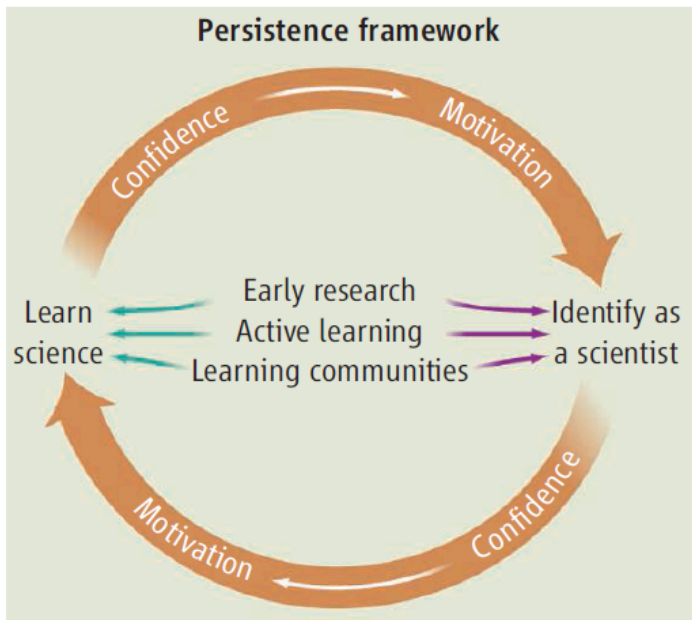 Persistence framework
Confidence
Motivation
Early research
Active learning
Learning communities
Learn
science
Identify as
a scientist
Motivation
Confidence